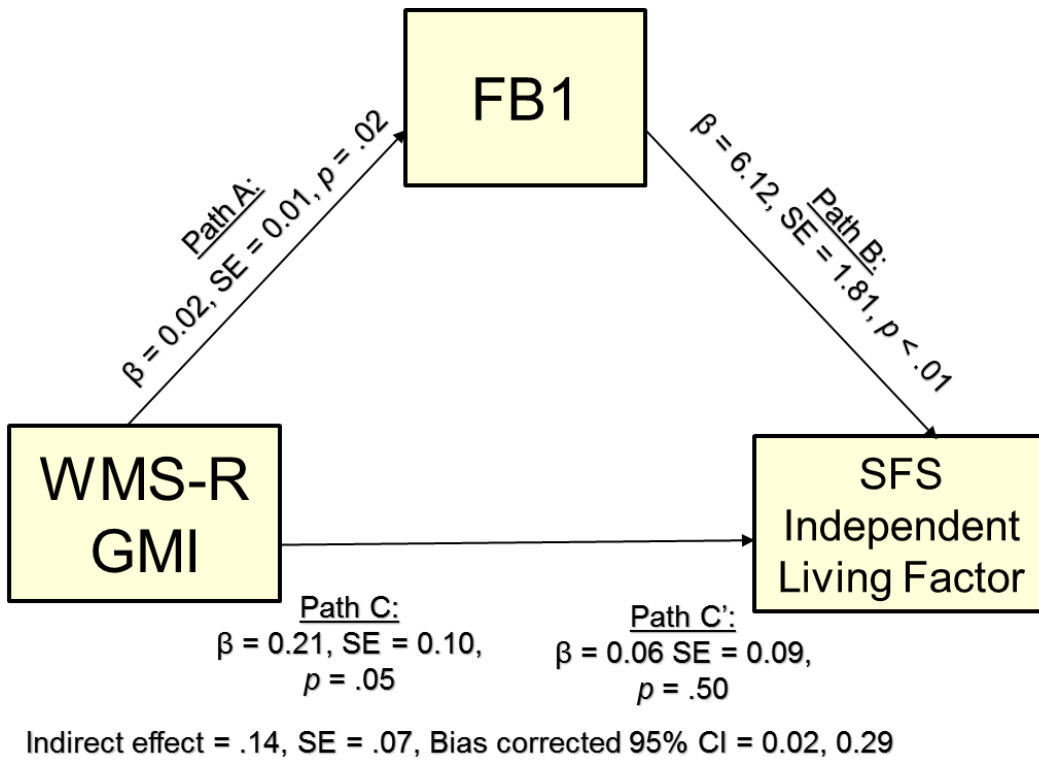 FB1
Path A:
β = 0.02, SE = 0.01, p = .02
Path B:
β = 6.12, SE = 1.81, p < .01
WMS-R
GMI
SFS
Independent
Living Factor
Path C:
β = 0.21, SE = 0.10,
p = .05
Path C’:
β = 0.06 SE = 0.09,
p = .50
Indirect effect = .14, SE = .07, Bias corrected 95% CI = 0.02, 0.29